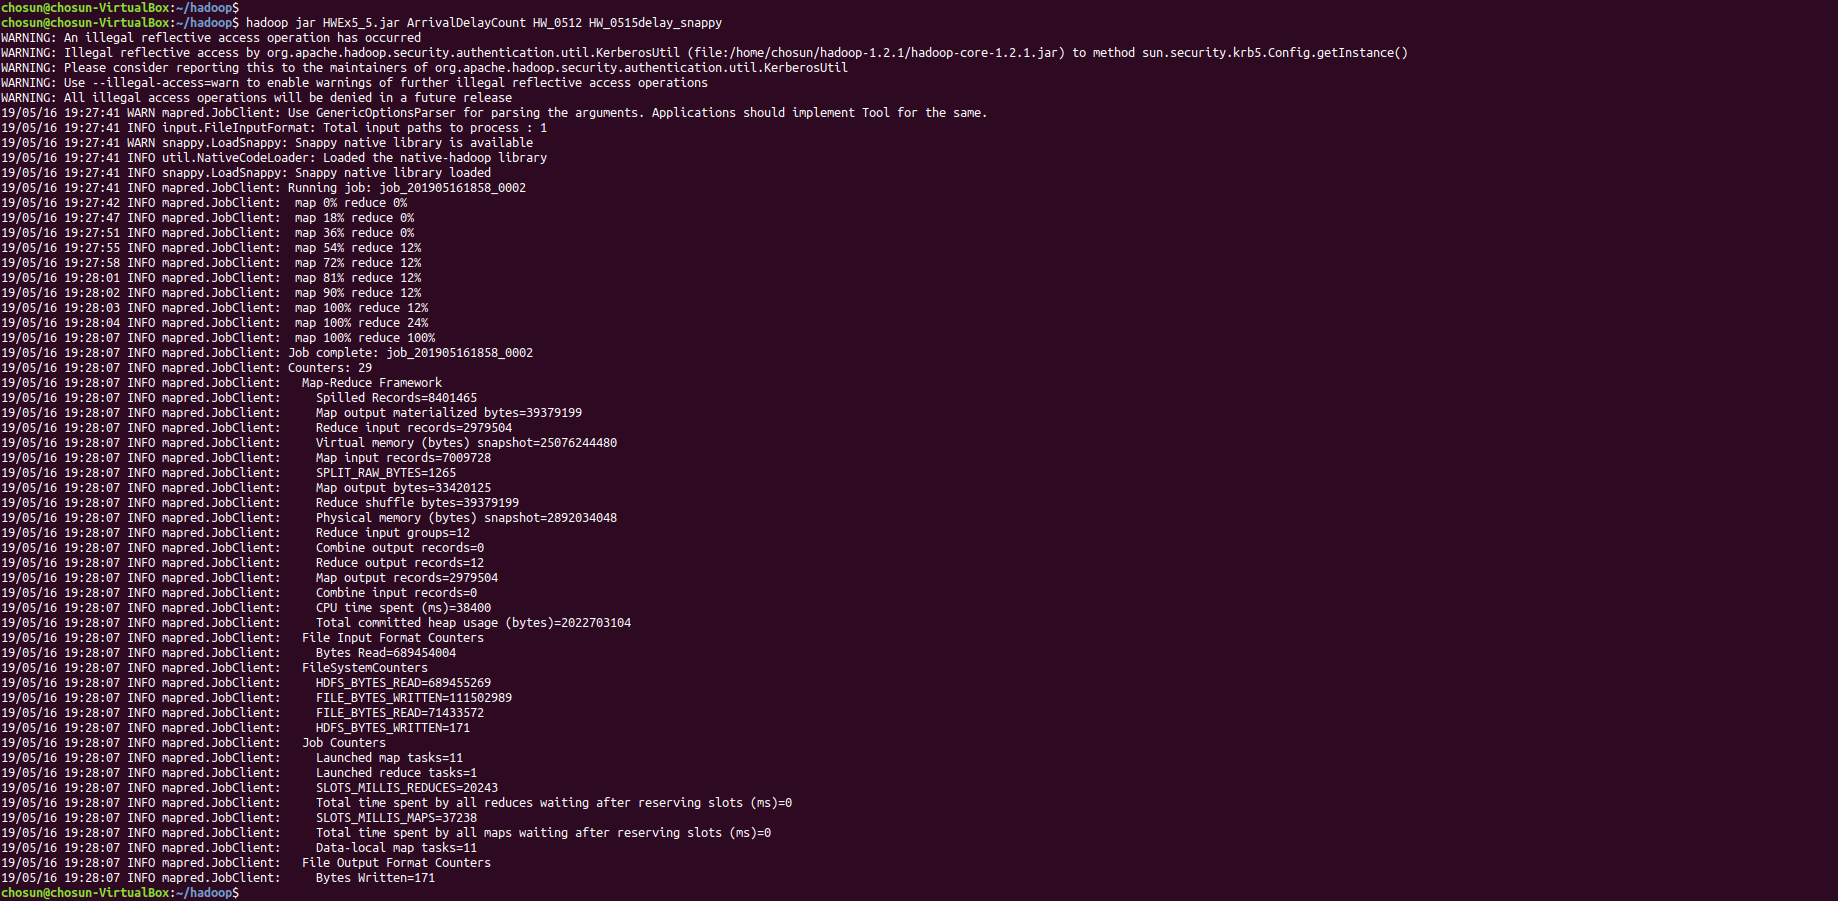 chosun@chosun-VirtualBox:~/hadoop$
chosun@chosun-VirtualBox:~/hadoop$ hadoop jar HWEx5_5.jar ArrivalDelayCount HW_0512 HW_0515delay_snappy
WARNING: An illegal reflective access operation has occurred
WARNING: Illegal reflective access by org.apache.hadoop.security.authentication.util.KerberosUtil (file:/home/chosun/hadoop-1.2.1/hadoop-core-1.2.1.jar) to method sun.security.krb5.Config.getInstance()
WARNING: Please consider reporting this to the maintainers of org.apache.hadoop.security.authentication.util.KerberosUtil
WARNING: Use --illegal-access=warn to enable warnings of further illegal reflective access operations
WARNING: All illegal access operations will be denied in a future release
19/05/16 19:27:41 WARN mapred.JobClient: Use GenericOptionsParser for parsing the arguments. Applications should implement Tool for the same.
19/05/16 19:27:41 INFO input.FileInputFormat: Total input paths to process : 1
19/05/16 19:27:41 WARN snappy.LoadSnappy: Snappy native library is available
19/05/16 19:27:41 INFO util.NativeCodeLoader: Loaded the native-hadoop library
19/05/16 19:27:41 INFO snappy.LoadSnappy: Snappy native library loaded
19/05/16 19:27:41 INFO mapred.JobClient: Running job: job_201905161858_0002
19/05/16 19:27:42 INFO mapred.JobClient:  map 0% reduce 0%
19/05/16 19:27:47 INFO mapred.JobClient:  map 18% reduce 0%
19/05/16 19:27:51 INFO mapred.JobClient:  map 36% reduce 0%
19/05/16 19:27:55 INFO mapred.JobClient:  map 54% reduce 12%
19/05/16 19:27:58 INFO mapred.JobClient:  map 72% reduce 12%
19/05/16 19:28:01 INFO mapred.JobClient:  map 81% reduce 12%
19/05/16 19:28:02 INFO mapred.JobClient:  map 90% reduce 12%
19/05/16 19:28:03 INFO mapred.JobClient:  map 100% reduce 12%
19/05/16 19:28:04 INFO mapred.JobClient:  map 100% reduce 24%
19/05/16 19:28:07 INFO mapred.JobClient:  map 100% reduce 100%
19/05/16 19:28:07 INFO mapred.JobClient: Job complete: job_201905161858_0002
19/05/16 19:28:07 INFO mapred.JobClient: Counters: 29
19/05/16 19:28:07 INFO mapred.JobClient:   Map-Reduce Framework
19/05/16 19:28:07 INFO mapred.JobClient:     Spilled Records=8401465
19/05/16 19:28:07 INFO mapred.JobClient:     Map output materialized bytes=39379199
19/05/16 19:28:07 INFO mapred.JobClient:     Reduce input records=2979504
19/05/16 19:28:07 INFO mapred.JobClient:     Virtual memory (bytes) snapshot=25076244480
19/05/16 19:28:07 INFO mapred.JobClient:     Map input records=7009728
19/05/16 19:28:07 INFO mapred.JobClient:     SPLIT_RAW_BYTES=1265
19/05/16 19:28:07 INFO mapred.JobClient:     Map output bytes=33420125
19/05/16 19:28:07 INFO mapred.JobClient:     Reduce shuffle bytes=39379199
19/05/16 19:28:07 INFO mapred.JobClient:     Physical memory (bytes) snapshot=2892034048
19/05/16 19:28:07 INFO mapred.JobClient:     Reduce input groups=12
19/05/16 19:28:07 INFO mapred.JobClient:     Combine output records=0
19/05/16 19:28:07 INFO mapred.JobClient:     Reduce output records=12
19/05/16 19:28:07 INFO mapred.JobClient:     Map output records=2979504
19/05/16 19:28:07 INFO mapred.JobClient:     Combine input records=0
19/05/16 19:28:07 INFO mapred.JobClient:     CPU time spent (ms)=38400
19/05/16 19:28:07 INFO mapred.JobClient:     Total committed heap usage (bytes)=2022703104
19/05/16 19:28:07 INFO mapred.JobClient:   File Input Format Counters
19/05/16 19:28:07 INFO mapred.JobClient:     Bytes Read=689454004
19/05/16 19:28:07 INFO mapred.JobClient:   FileSystemCounters
19/05/16 19:28:07 INFO mapred.JobClient:     HDFS_BYTES_READ=689455269
19/05/16 19:28:07 INFO mapred.JobClient:     FILE_BYTES_WRITTEN=111502989
19/05/16 19:28:07 INFO mapred.JobClient:     FILE_BYTES_READ=71433572
19/05/16 19:28:07 INFO mapred.JobClient:     HDFS_BYTES_WRITTEN=171
19/05/16 19:28:07 INFO mapred.JobClient:   Job Counters
19/05/16 19:28:07 INFO mapred.JobClient:     Launched map tasks=11
19/05/16 19:28:07 INFO mapred.JobClient:     Launched reduce tasks=1
19/05/16 19:28:07 INFO mapred.JobClient:     SLOTS_MILLIS_REDUCES=20243
19/05/16 19:28:07 INFO mapred.JobClient:     Total time spent by all reduces waiting after reserving slots (ms)=0
19/05/16 19:28:07 INFO mapred.JobClient:     SLOTS_MILLIS_MAPS=37238
19/05/16 19:28:07 INFO mapred.JobClient:     Total time spent by all maps waiting after reserving slots (ms)=0
19/05/16 19:28:07 INFO mapred.JobClient:     Data-local map tasks=11
19/05/16 19:28:07 INFO mapred.JobClient:   File Output Format Counters
19/05/16 19:28:07 INFO mapred.JobClient:     Bytes Written=171
chosun@chosun-VirtualBox:~/hadoop$